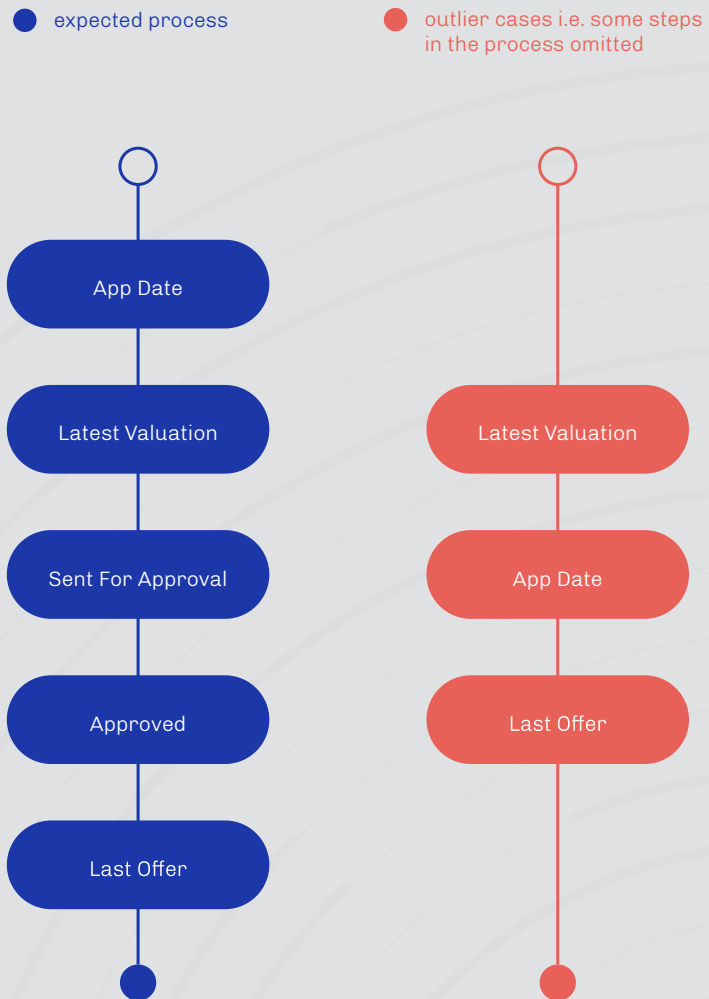 expected process
outlier cases i.e. some steps
in the process omitted
App Date
Latest Valuation
Sent For Approval
Approved
Last Offer
Latest Valuation
App Date
Last Offer